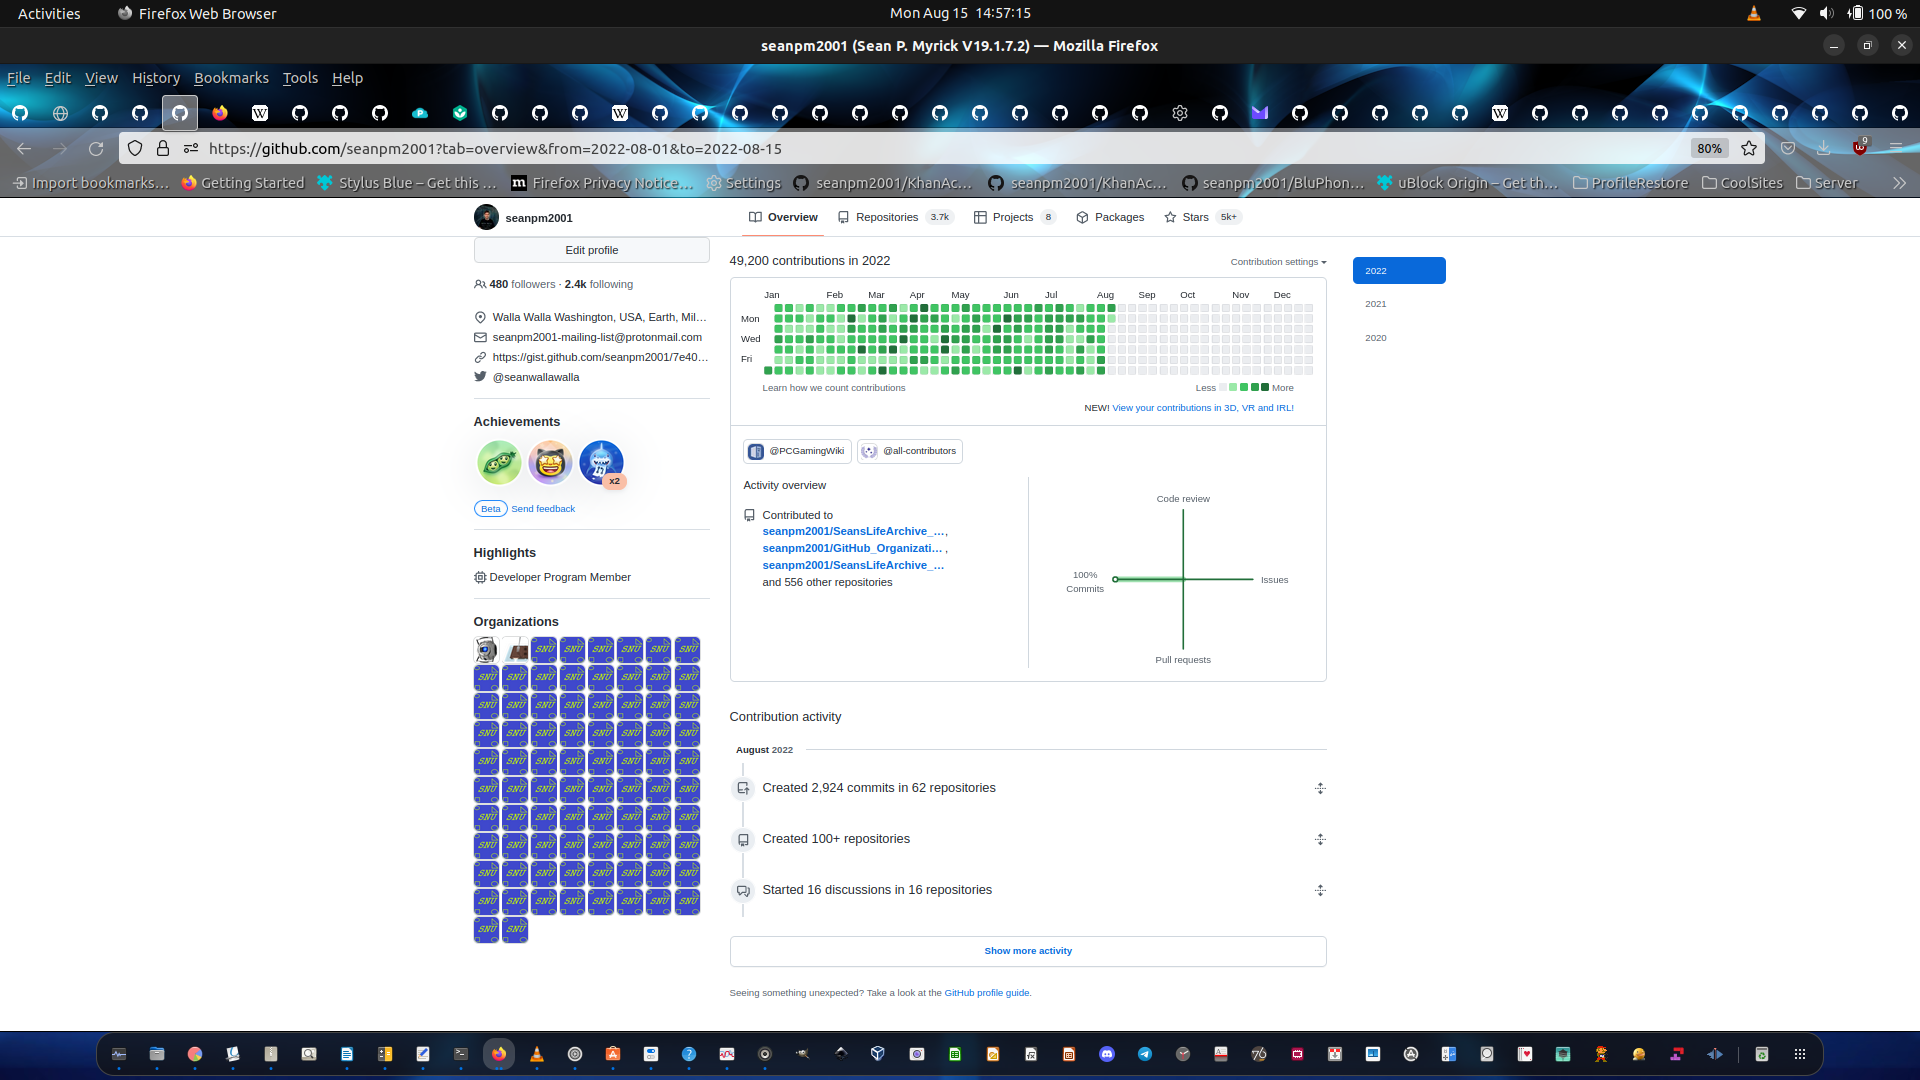 Activities Firefox Web Browser Mon Aug 15 14:57:15 100 %
seanpm2001 (Sean P. Myrick V19.1.7.2) — Mozilla Firefox
File Edit View History Bookmarks Tools Help
https://github.com/seanpm2001?tab=overview&from=2022-08-01&to=2022-08-15 80% 9
Import bookmarks… Getting Started Stylus Blue – Get this … Firefox Privacy Notice… Settings seanpm2001/KhanAc… seanpm2001/KhanAc… seanpm2001/BluPhon… uBlock Origin – Get th… ProfileRestore CoolSites Server
seanpm2001 Overview Repositories 3.7k Projects 8 Packages Stars 5k+
Edit profile
480 followers · 2.4k following
Walla Walla Washington, USA, Earth, Mil…
seanpm2001-mailing-list@protonmail.com
https://gist.github.com/seanpm2001/7e40…
@seanwallawalla
Achievements
x2
Beta Send feedback
Highlights
Developer Program Member
Organizations
49,200 contributions in 2022
Contribution settings
2022
2021
2020
Jan Feb Mar Apr May Jun Jul Aug Sep Oct Nov Dec
Mon
Wed
Fri
Learn how we count contributions
Less More
NEW! View your contributions in 3D, VR and IRL!
@PCGamingWiki @all-contributors
Activity overview
Contributed to
seanpm2001/SeansLifeArchive_… ,
seanpm2001/GitHub_Organizati… ,
seanpm2001/SeansLifeArchive_…
and 556 other repositories
Code review
100%
Commits
Issues
Pull requests
Contribution activity
August 2022
Created 2,924 commits in 62 repositories
Created 100+ repositories
Started 16 discussions in 16 repositories
Show more activity
Seeing something unexpected? Take a look at the GitHub profile guide.